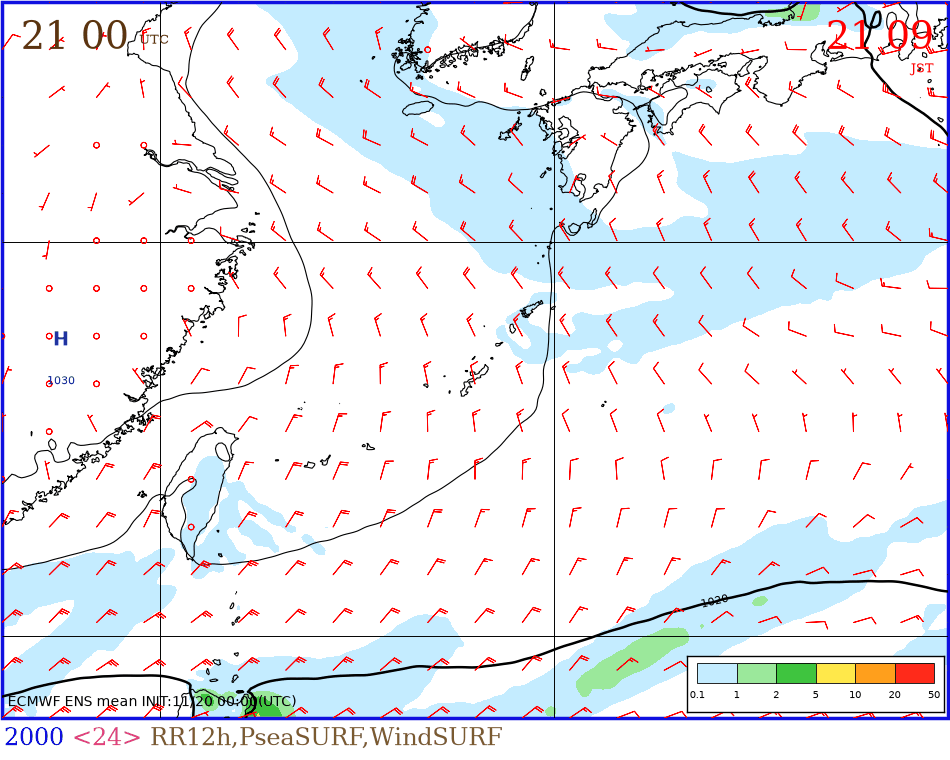 21 00 UTC
21 09 JST
H
1030
1020
ECMWF ENS mean INIT:11/20 00:00(UTC)
0.1 1 2 5 10 20 50
2000 <24> RR12h,PseaSURF,WindSURF